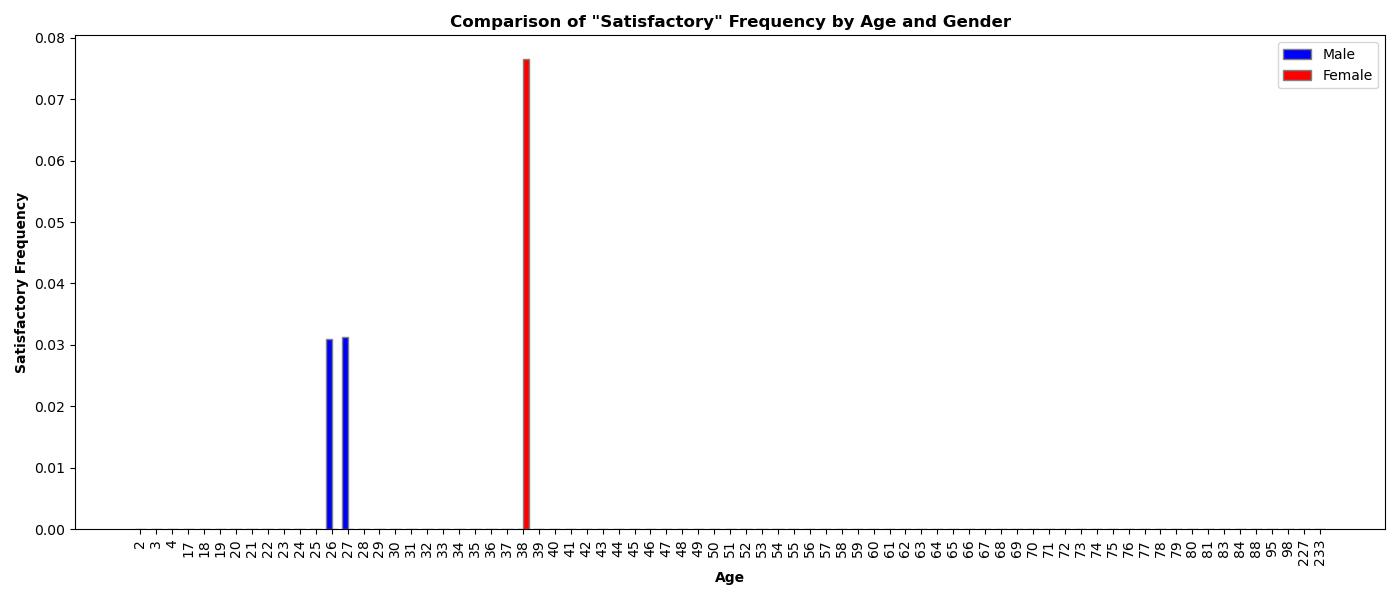 Comparison of "Satisfactory" Frequency by Age and Gender
Male
Female
0.08
0.07
0.06
0.05
0.04
0.03
0.02
0.01
0.00
Satisfactory Frequency
2 3 4 17 18 19 20 21 22 23 24 25 26 27 28 29 30 31 32 33 34 35 36 37 38 39 40 41 42 43 44 45 46 47 48 49 50 51 52 53 54 55 56 57 58 59 60 61 62 63 64 65 66 67 68 69 70 71 72 73 74 75 76 77 78 79 80 81 83 84 88 95 98 227 233
Age